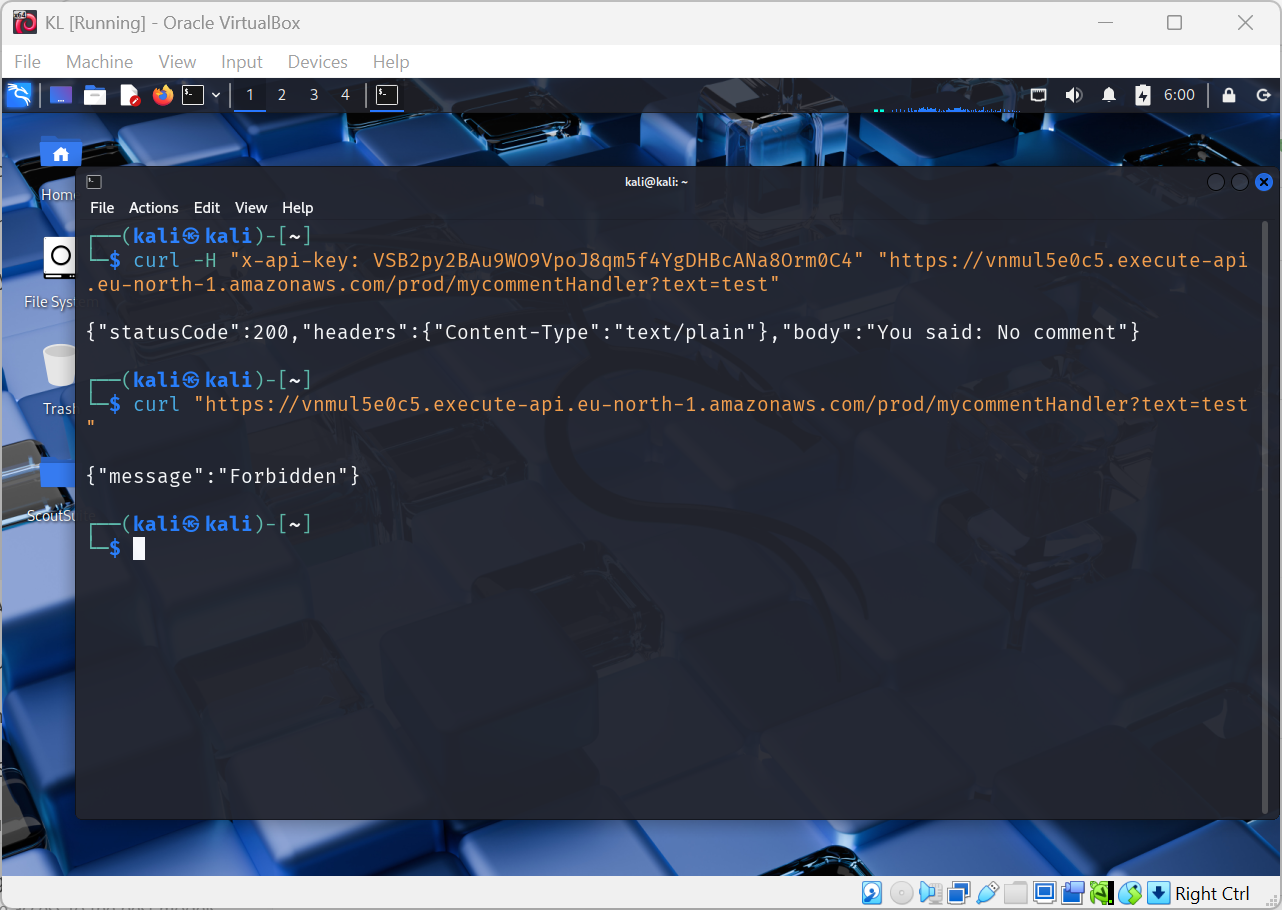 KL [Running] - Oracle VirtualBox
File Machine View Input Devices Help
1 2 3 4 6:00
Home
File Syst
Trash
ScoutSu
kali@kali: ~
File Actions Edit View Help
(kali㉿kali)-[~]
$ curl -H "x-api-key: VSB2py2BAu9WO9VpoJ8qm5f4YgDHBcANa8Orm0C4" "https://vnmul5e0c5.execute-api
.eu-north-1.amazonaws.com/prod/mycommentHandler?text=test"
{"statusCode":200,"headers":{"Content-Type":"text/plain"},"body":"You said: No comment"}
(kali㉿kali)-[~]
$ curl "https://vnmul5e0c5.execute-api.eu-north-1.amazonaws.com/prod/mycommentHandler?text=test
"
{"message":"Forbidden"}
(kali㉿kali)-[~]
$
Right Ctrl